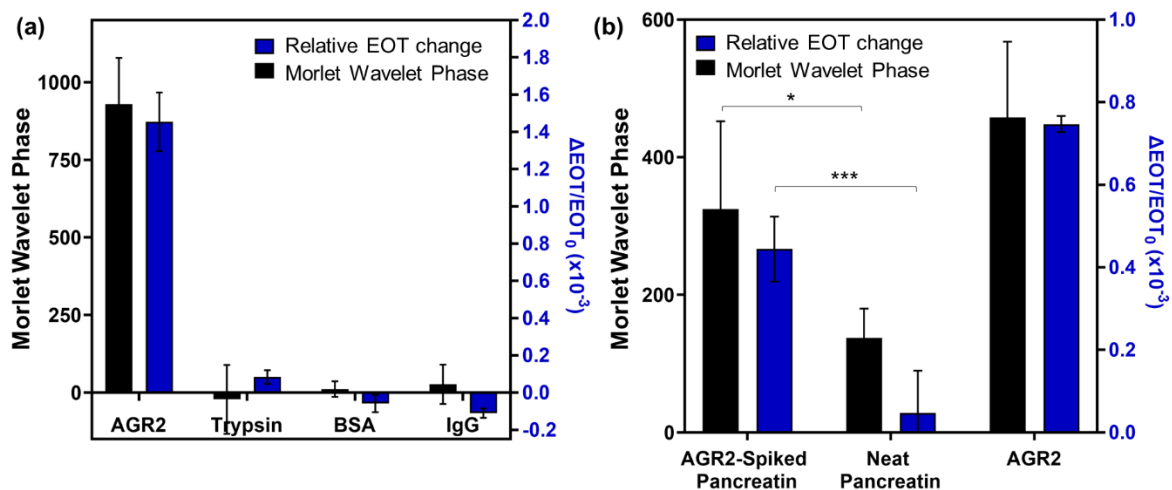 (a)
Relative EOT change
Morlet Wavelet Phase
Morlet Wavelet Phase
1000
750
500
250
0
2.0
1.8
1.6
1.4
1.2
1.0
0.8
0.6
0.4
0.2
0.0
-0.2
ΔEOT/EOT₀ (x10⁻³)
AGR2 Trypsin BSA IgG
(b)
Relative EOT change
Morlet Wavelet Phase
Morlet Wavelet Phase
600
400
200
0
*
***
1.0
0.8
0.6
0.4
0.2
0.0
ΔEOT/EOT₀ (x10⁻³)
AGR2-Spiked
Pancreatin
Neat
Pancreatin
AGR2